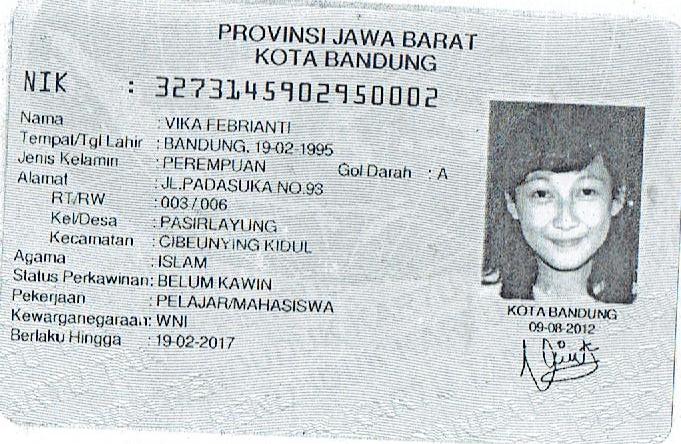 PROVINSI JAWA BARAT
KOTA BANDUNG
NIK : 3273145902950002
Nama : VIKA FEBRIANTI
Tempat/Tgl Lahir : BANDUNG, 19-02-1995
Jenis Kelamin : PEREMPUAN Gol Darah : A
Alamat : JL.PADASUKA NO.93
RT/RW : 003 / 006
Kel/Desa : PASIRLAYUNG
Kecamatan : CIBEUNYING KIDUL
Agama : ISLAM
Status Perkawinan: BELUM KAWIN
Pekerjaan : PELAJAR/MAHASISWA
Kewarganegaraan: WNI
Berlaku Hingga : 19-02-2017
KOTA BANDUNG
09-08-2012